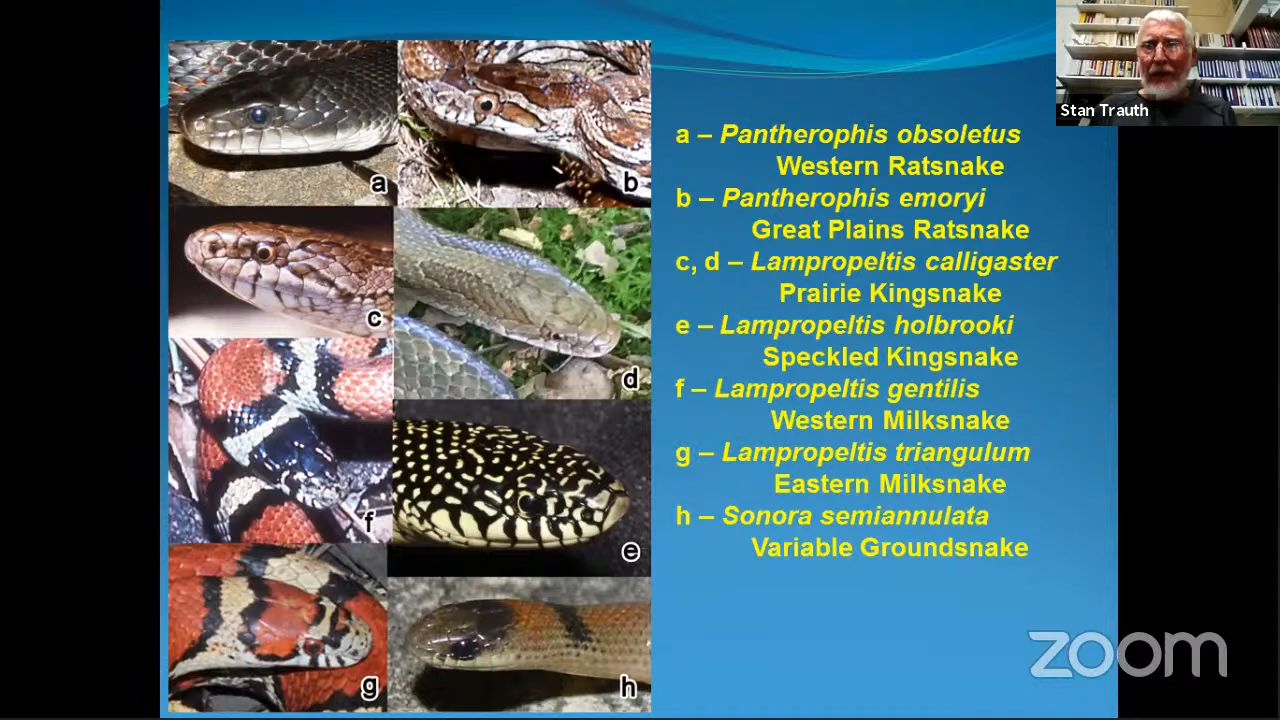 a
b
c
d
f
e
g
h
a – Pantherophis obsoletus
Western Ratsnake
b – Pantherophis emoryi
Great Plains Ratsnake
c, d – Lampropeltis calligaster
Prairie Kingsnake
e – Lampropeltis holbrooki
Speckled Kingsnake
f – Lampropeltis gentilis
Western Milksnake
g – Lampropeltis triangulum
Eastern Milksnake
h – Sonora semiannulata
Variable Groundsnake
Stan Trauth
zoom